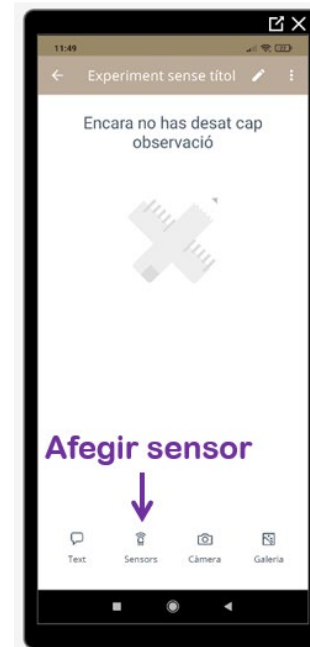 11:49
Experiment sense títol
Encara no has desat cap
observació
Afegir sensor
Text Sensors Càmera Galeria